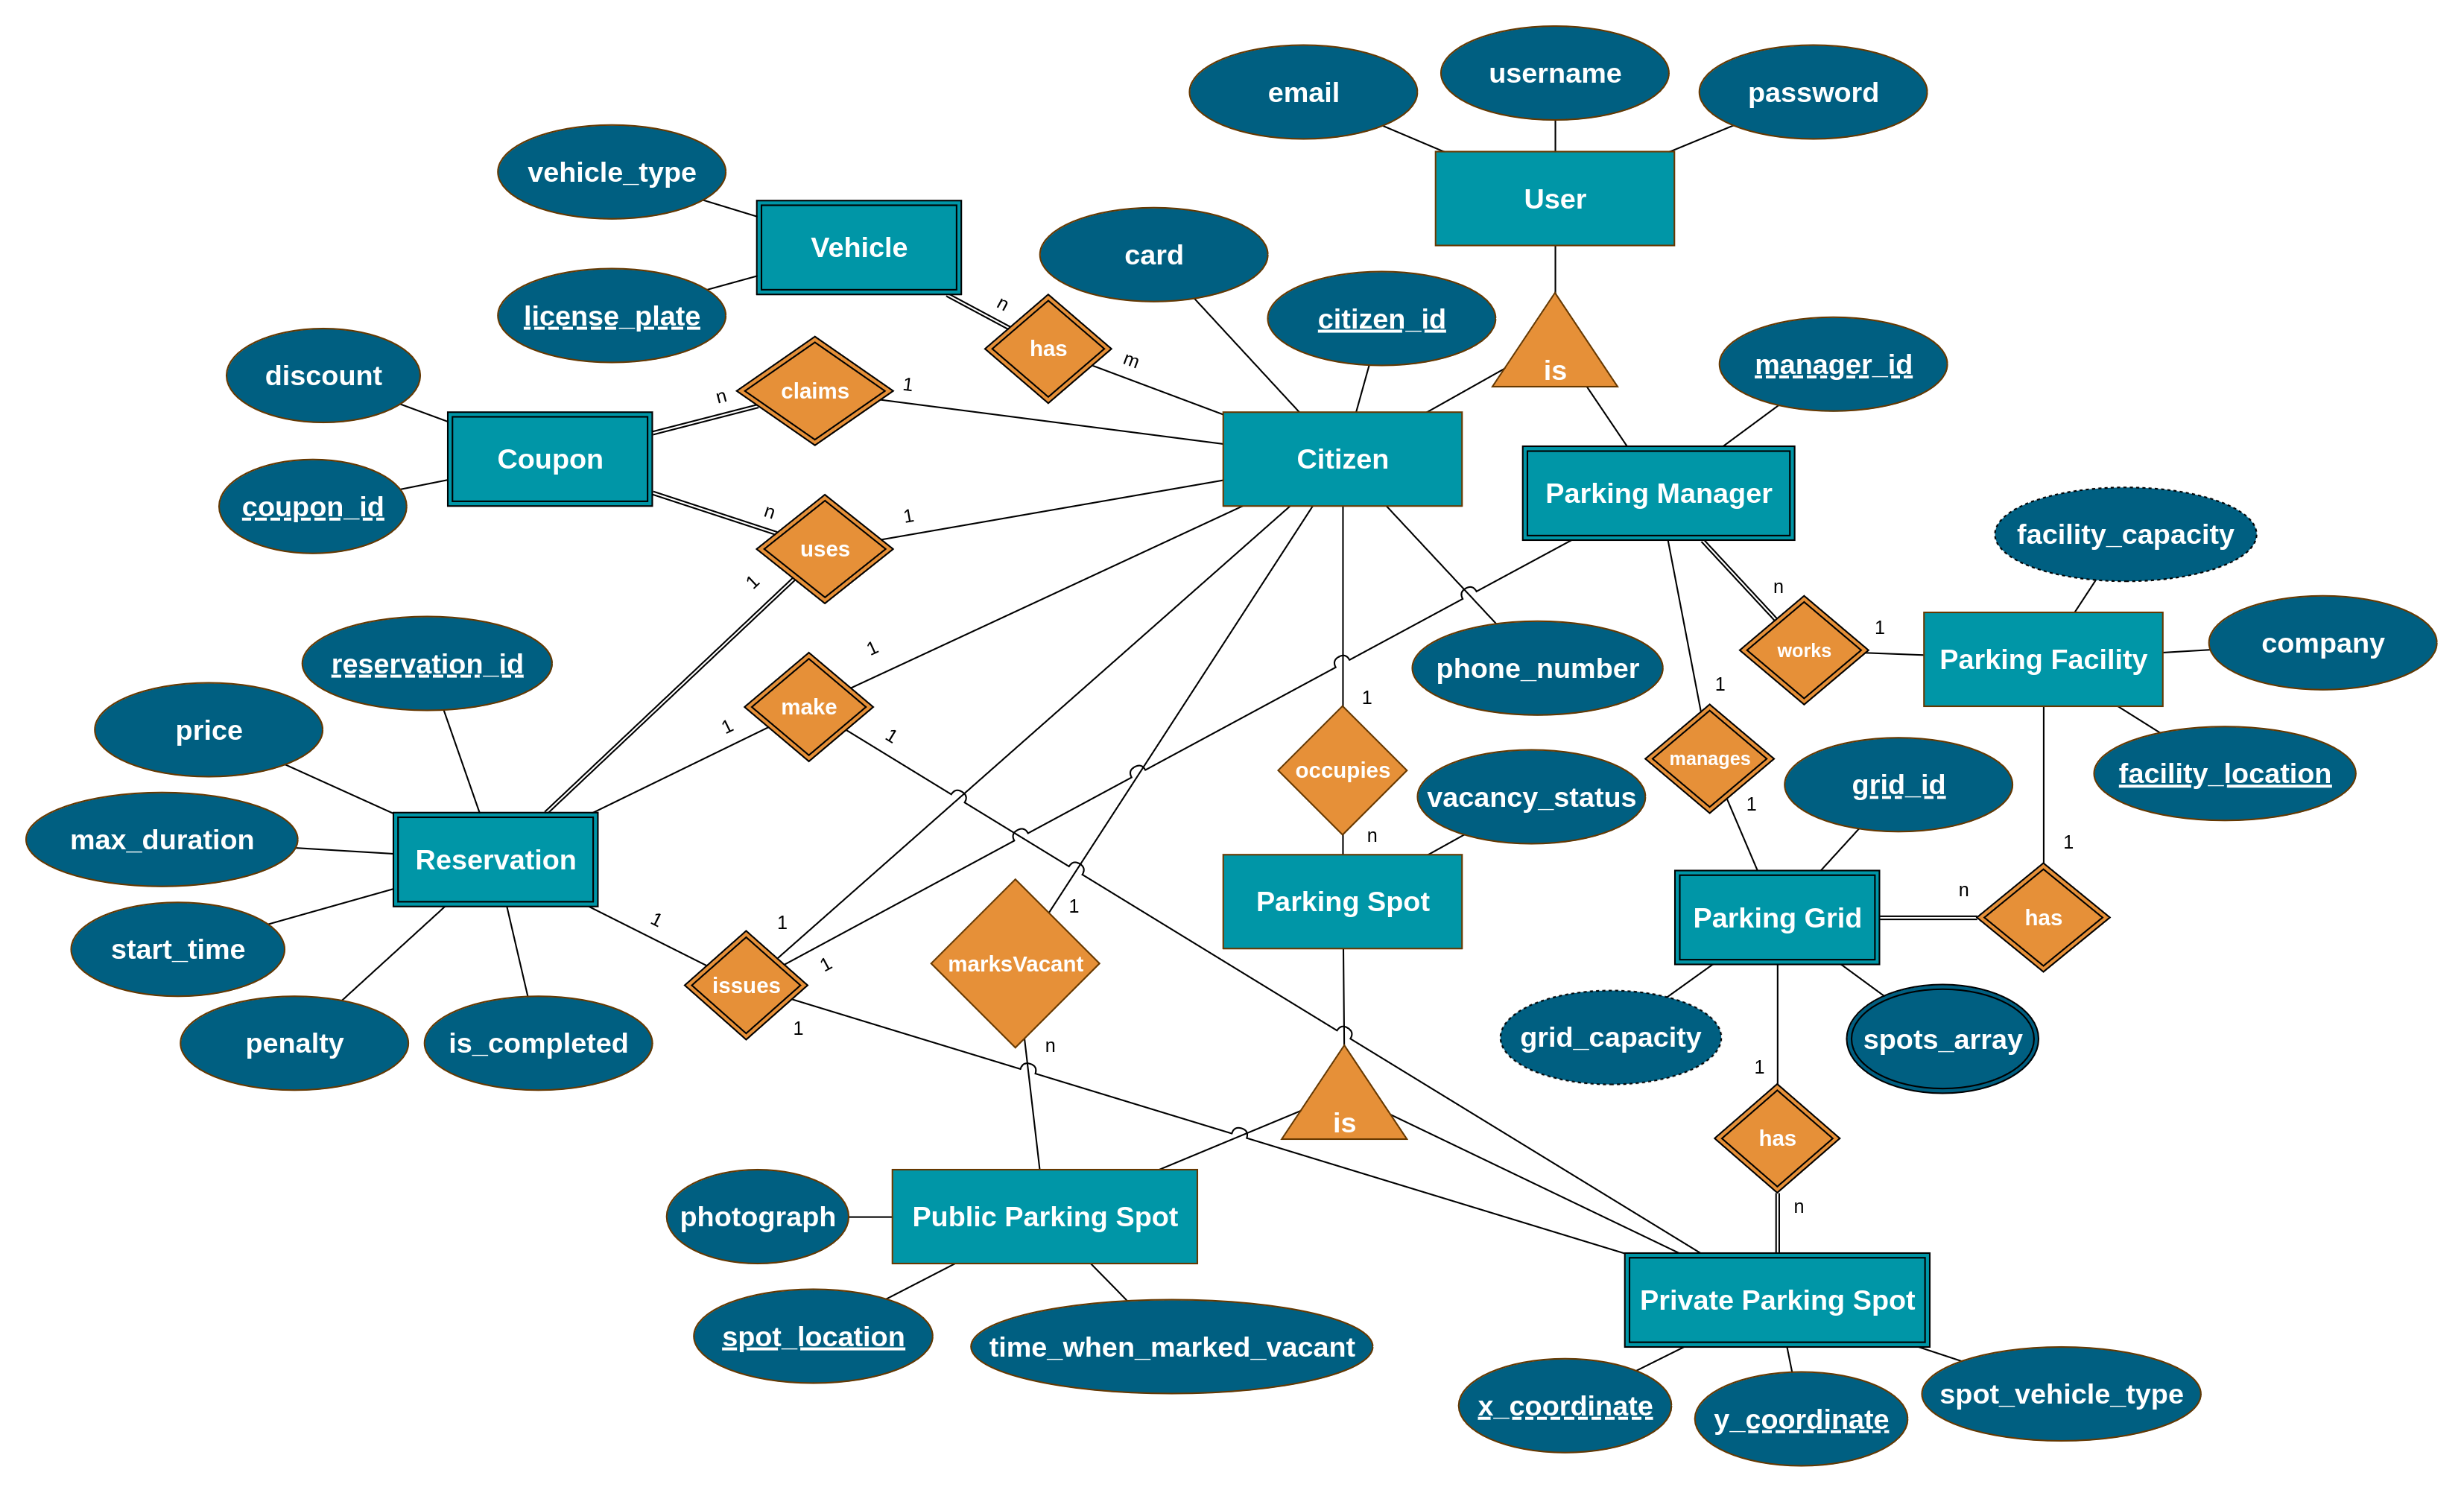 email
username
password
User
vehicle_type
Vehicle
card
license_plate
citizen_id
n
has
m
is
manager_id
discount
claims
n
1
Coupon
Citizen
Parking Manager
coupon_id
n
uses
1
1
facility_capacity
n
works
1
Parking Facility
company
reservation_id
phone_number
1
make
1
1
price
1
occupies
n
1
manages
1
grid_id
facility_location
vacancy_status
max_duration
Reservation
Parking Spot
Parking Grid
1
n
has
start_time
1
1
issues
1
1
1
marksVacant
n
penalty
is_completed
grid_capacity
spots_array
1
has
n
is
photograph
Public Parking Spot
Private Parking Spot
spot_location
time_when_marked_vacant
x_coordinate
y_coordinate
spot_vehicle_type